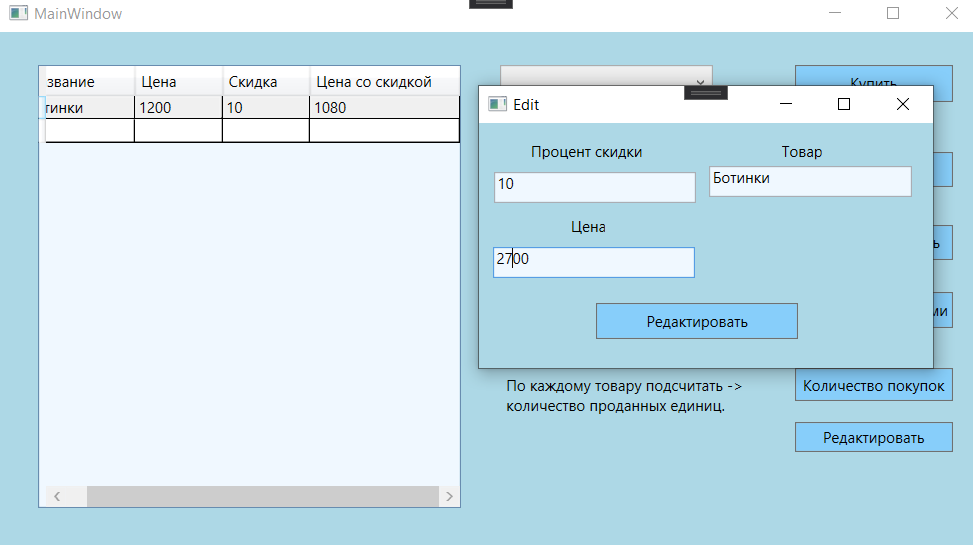 MainWindow
звание Цена Скидка Цена со скидкой
тинки 1200 10 1080
Купить
Edit
Процент скидки Товар
10 Ботинки
Цена
2700
Редактировать
ь
ми
По каждому товару подсчитать ->
количество проданных единиц.
Количество покупок
Редактировать